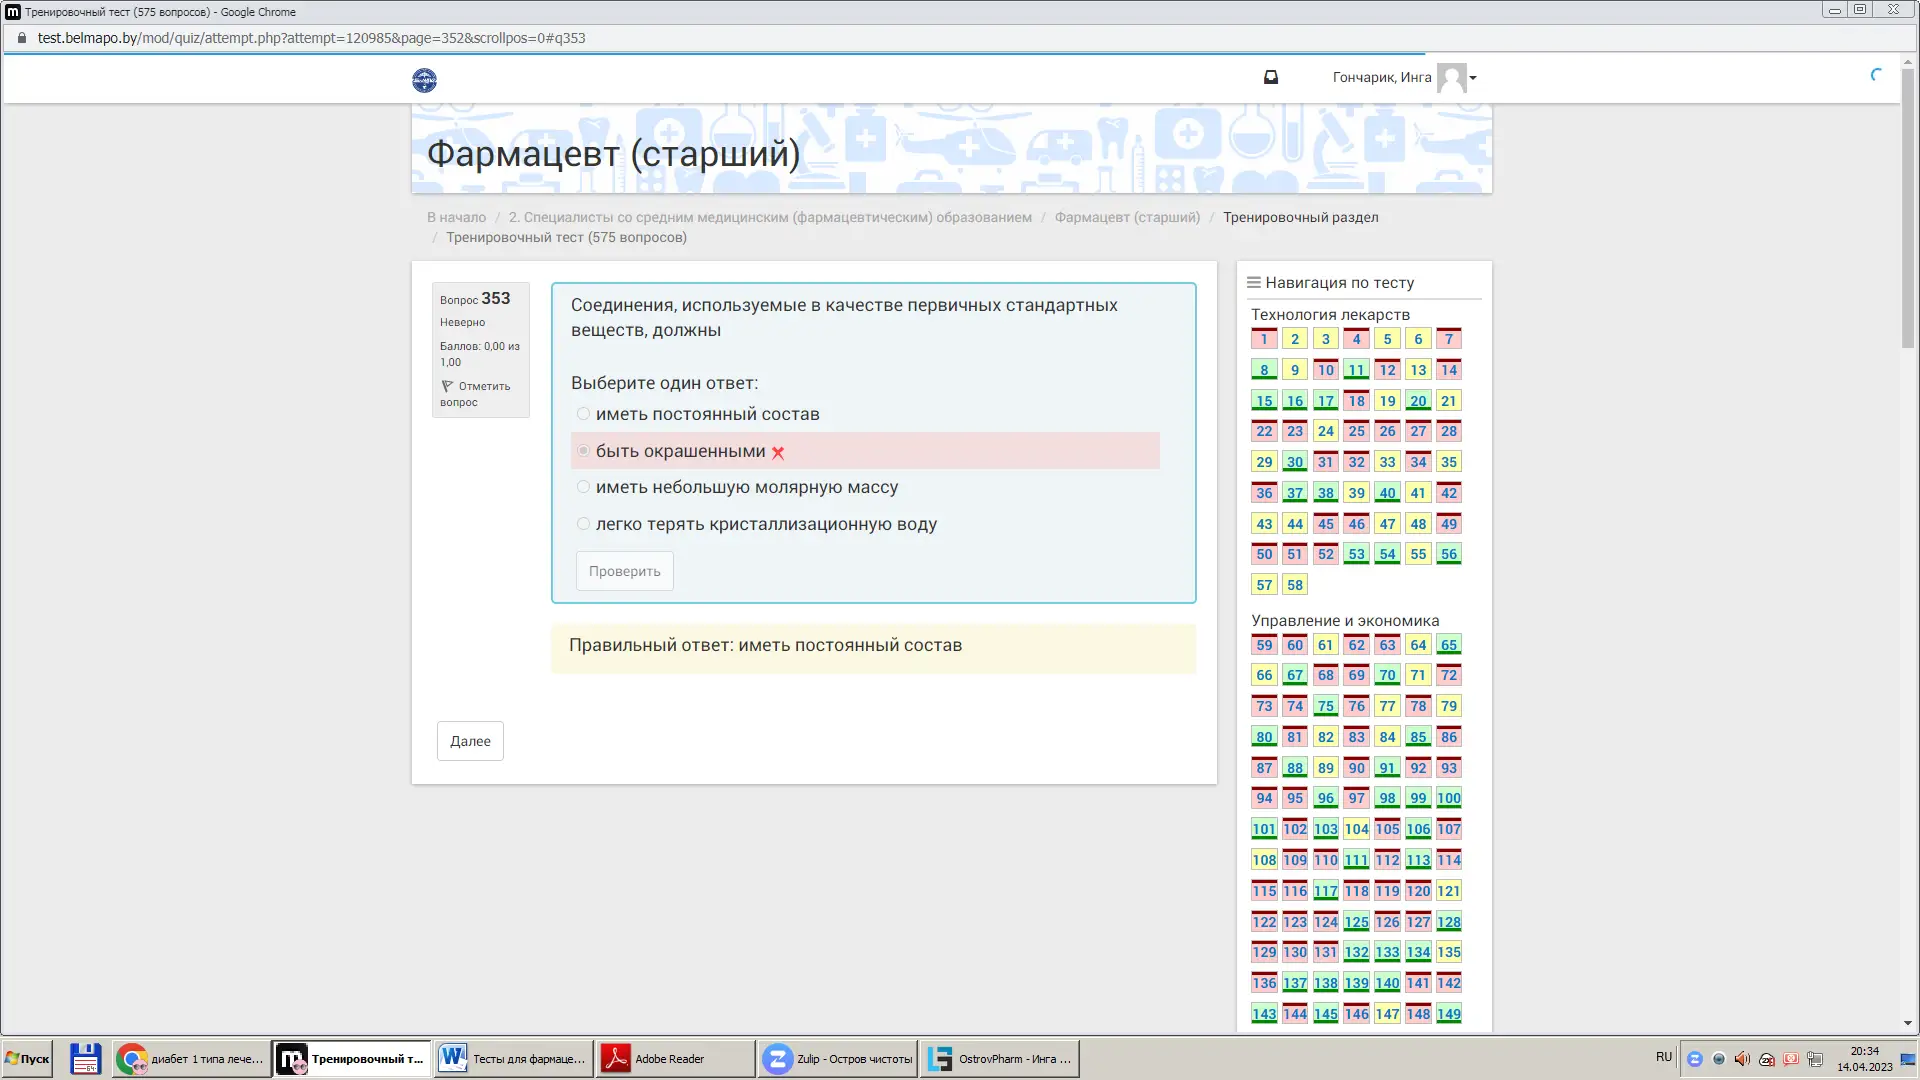 Тренировочный тест (575 вопросов) - Google Chrome
test.belmapo.by/mod/quiz/attempt.php?attempt=120985&page=352&scrollpos=0#q353
Гончарик, Инга
Фармацевт (старший)
В начало / 2. Специалисты со средним медицинским (фармацевтическим) образованием / Фармацевт (старший) / Тренировочный раздел
/ Тренировочный тест (575 вопросов)
Вопрос 353
Неверно
Баллов: 0,00 из
1,00
Отметить
вопрос
Соединения, используемые в качестве первичных стандартных
веществ, должны
Выберите один ответ:
иметь постоянный состав
быть окрашенными
иметь небольшую молярную массу
легко терять кристаллизационную воду
Проверить
Правильный ответ: иметь постоянный состав
Далее
Навигация по тесту
Технология лекарств
1 2 3 4 5 6 7
8 9 10 11 12 13 14
15 16 17 18 19 20 21
22 23 24 25 26 27 28
29 30 31 32 33 34 35
36 37 38 39 40 41 42
43 44 45 46 47 48 49
50 51 52 53 54 55 56
57 58
Управление и экономика
59 60 61 62 63 64 65
66 67 68 69 70 71 72
73 74 75 76 77 78 79
80 81 82 83 84 85 86
87 88 89 90 91 92 93
94 95 96 97 98 99 100
101 102 103 104 105 106 107
108 109 110 111 112 113 114
115 116 117 118 119 120 121
122 123 124 125 126 127 128
129 130 131 132 133 134 135
136 137 138 139 140 141 142
143 144 145 146 147 148 149
Пуск
диабет 1 типа лече...
Тренировочный т...
Тесты для фармаце...
Adobe Reader
Zulip - Остров чистоты
OstrovPharm - Инга ...
RU
20:34
14.04.2023